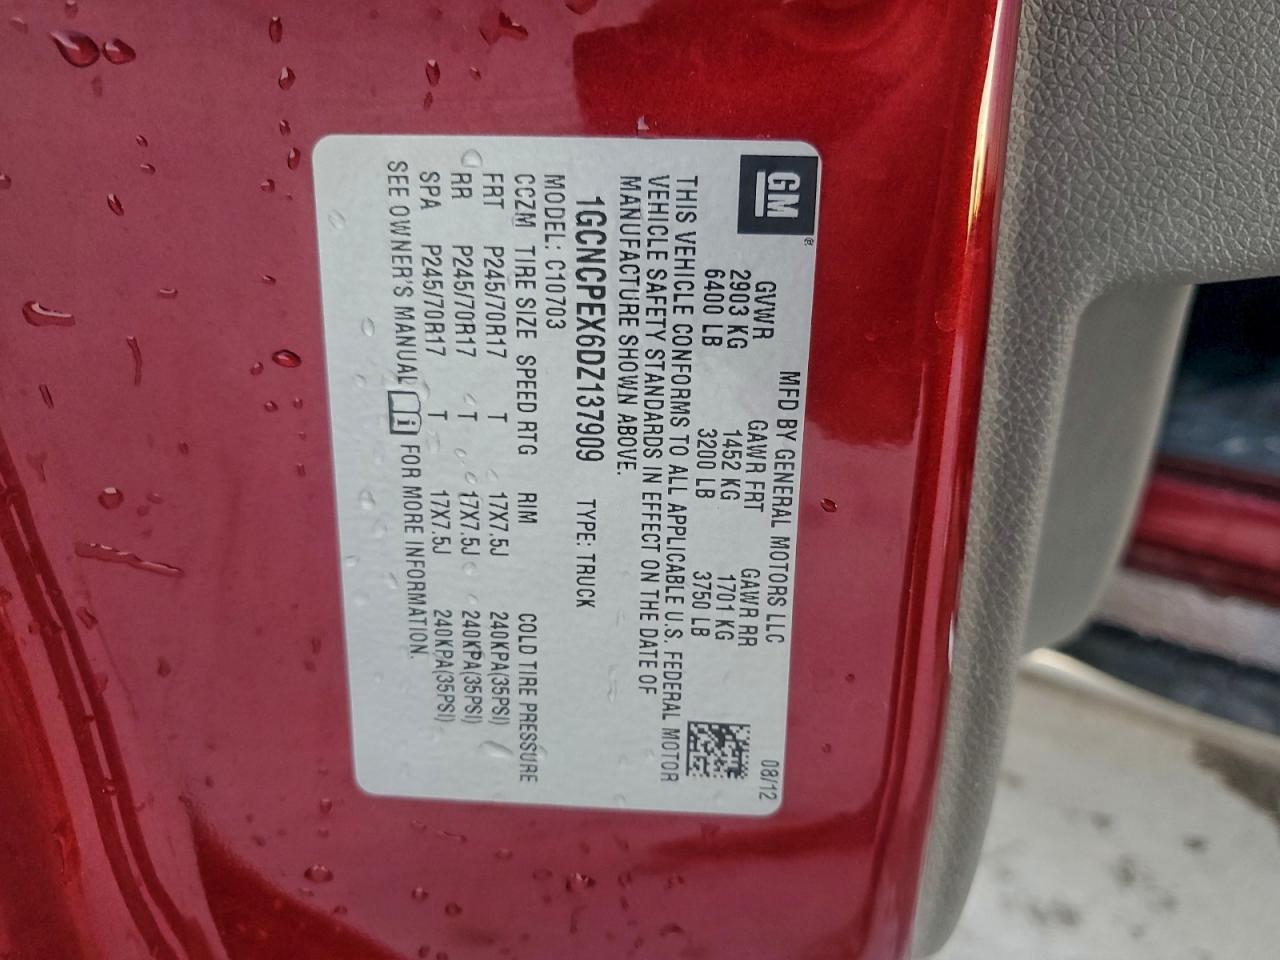 GM®
MFD BY GENERAL MOTORS LLC 08/12
GVWR GAWR FRT GAWR RR
2903 KG 1452 KG 1701 KG
6400 LB 3200 LB 3750 LB
THIS VEHICLE CONFORMS TO ALL APPLICABLE U.S. FEDERAL MOTOR
VEHICLE SAFETY STANDARDS IN EFFECT ON THE DATE OF
MANUFACTURE SHOWN ABOVE.
1GCNCPEX6DZ137909 TYPE: TRUCK
MODEL: C10703
CCZM TIRE SIZE SPEED RTG RIM COLD TIRE PRESSURE
FRT P245/70R17 T 17X7.5J 240KPA(35PSI)
RR P245/70R17 T 17X7.5J 240KPA(35PSI)
SPA P245/70R17 T 17X7.5J 240KPA(35PSI)
SEE OWNER'S MANUAL i FOR MORE INFORMATION.